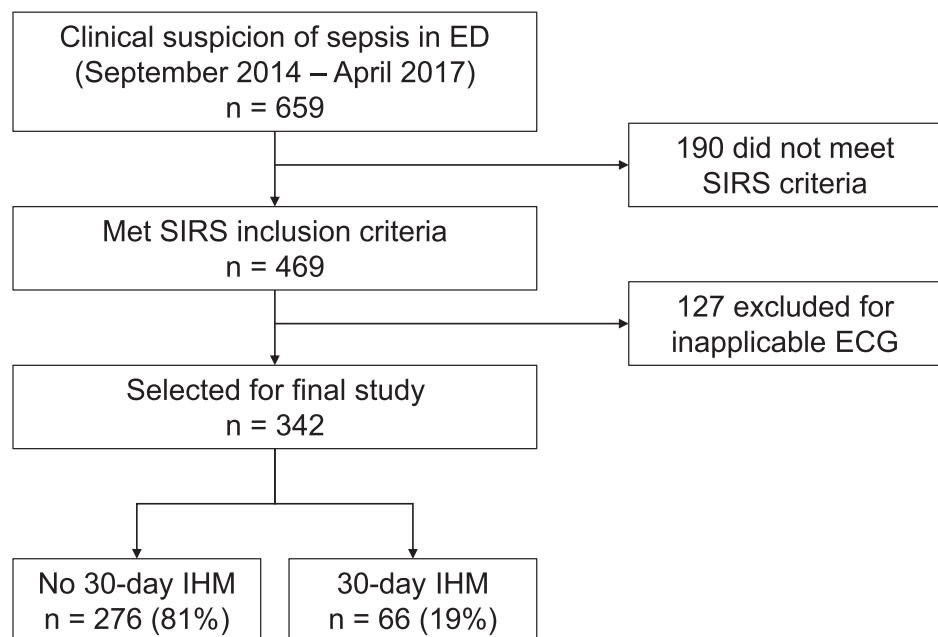 Clinical suspicion of sepsis in ED
(September 2014 – April 2017)
n = 659
190 did not meet
SIRS criteria
Met SIRS inclusion criteria
n = 469
127 excluded for
inapplicable ECG
Selected for final study
n = 342
No 30-day IHM
n = 276 (81%)
30-day IHM
n = 66 (19%)